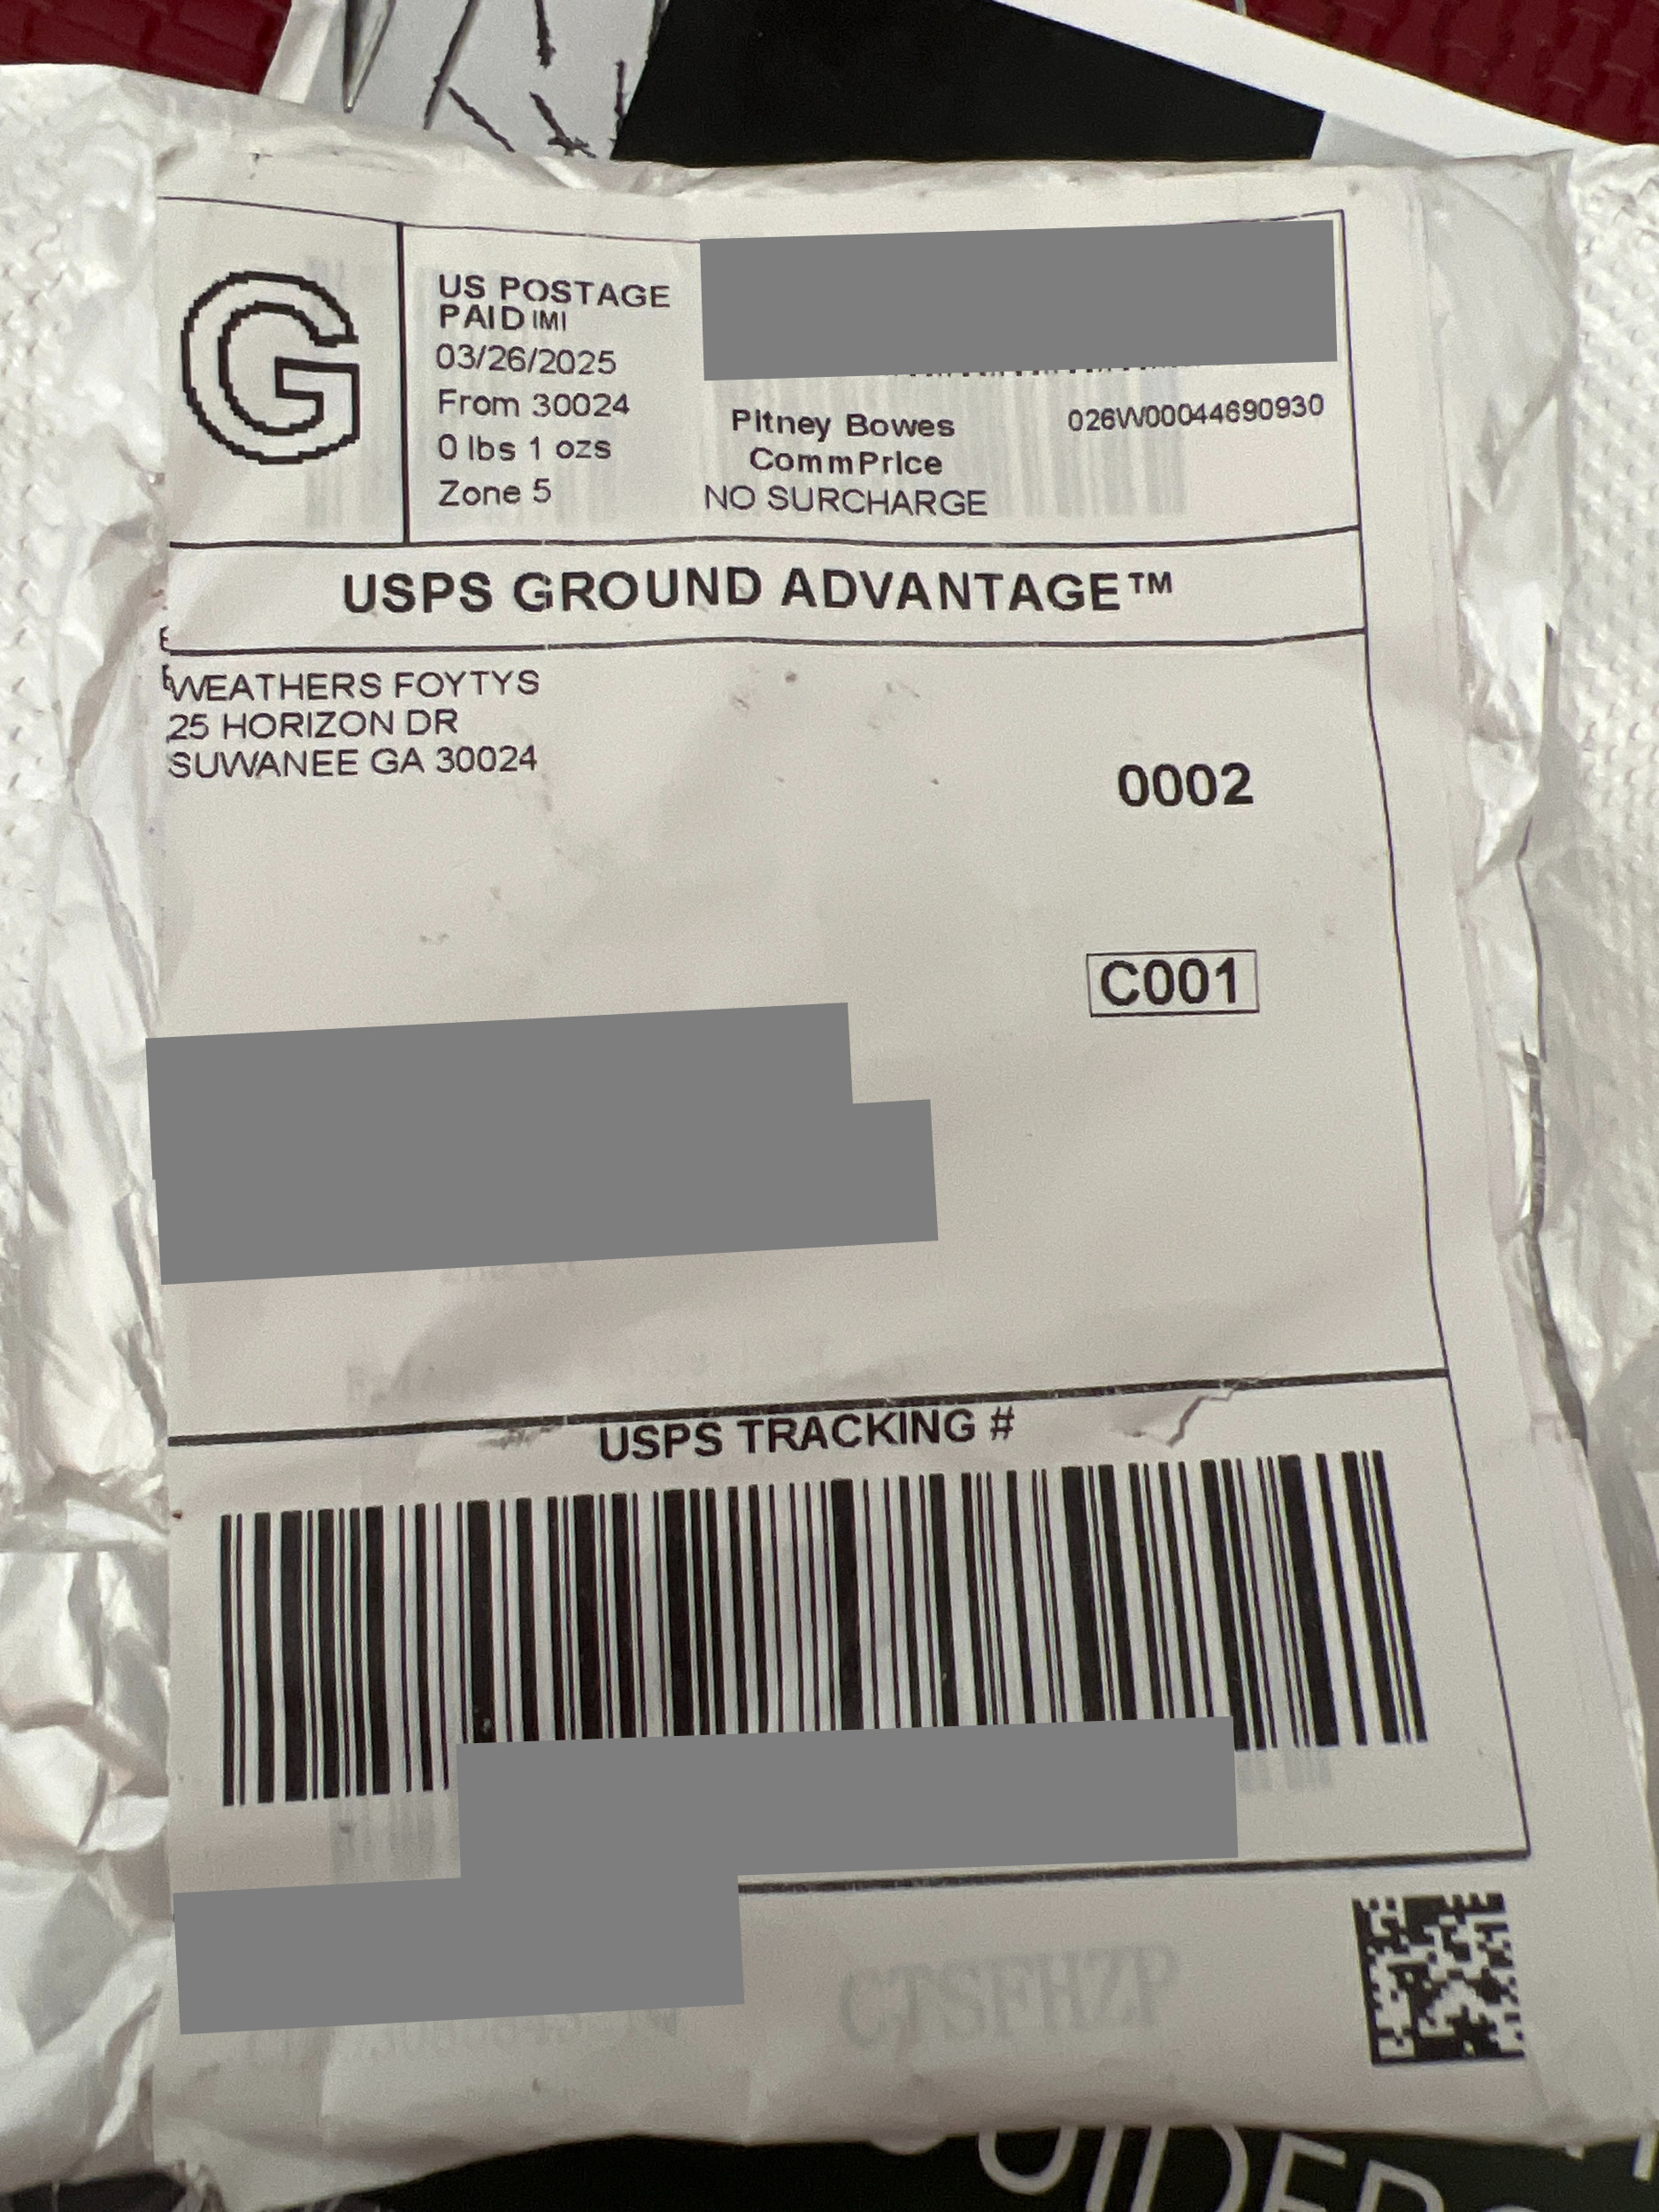 G
US POSTAGE
PAID IMI
03/26/2025
From 30024
0 lbs 1 ozs
Zone 5
Pitney Bowes
CommPrice
NO SURCHARGE
026W00044690930
USPS GROUND ADVANTAGE™
WEATHERS FOYTYS
25 HORIZON DR
SUWANEE GA 30024
0002
C001
USPS TRACKING #
CTSFHZP